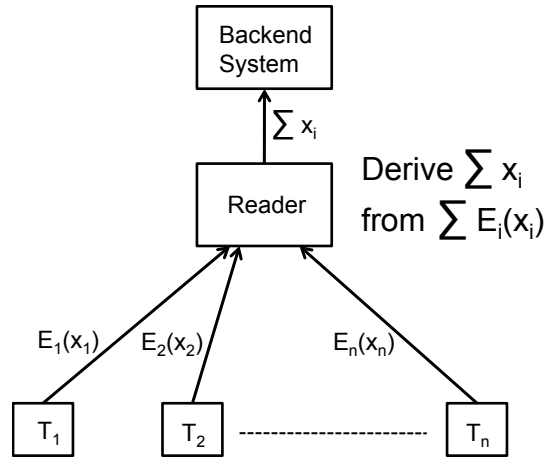 Backend
System
∑ xᵢ
Reader
Derive ∑ xᵢ
from ∑ Eᵢ(xᵢ)
E₁(x₁)
E₂(x₂)
Eₙ(xₙ)
T₁
T₂
Tₙ